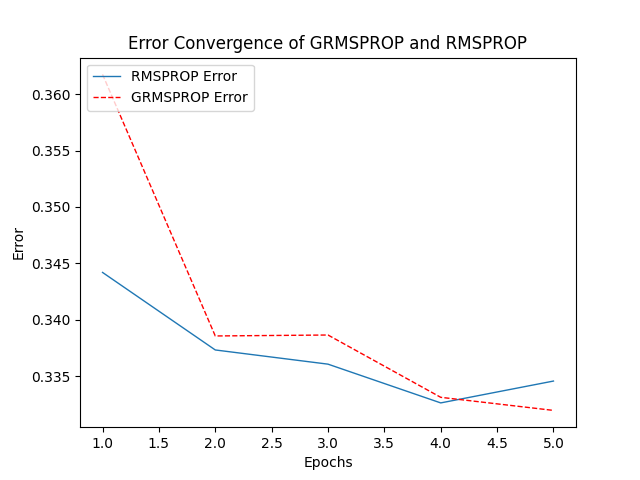 Error Convergence of GRMSPROP and RMSPROP
RMSPROP Error
GRMSPROP Error
0.360
0.355
0.350
0.345
0.340
0.335
Error
1.0 1.5 2.0 2.5 3.0 3.5 4.0 4.5 5.0
Epochs